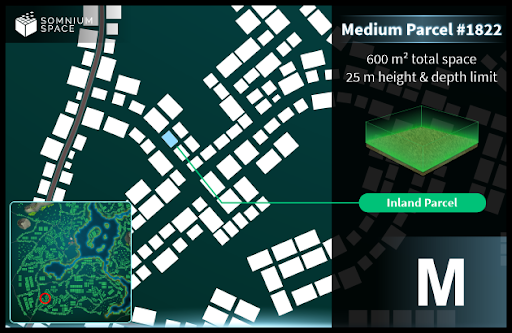 SOMNIUM
SPACE
Medium Parcel #1822
600 m² total space
25 m height & depth limit
Inland Parcel
M